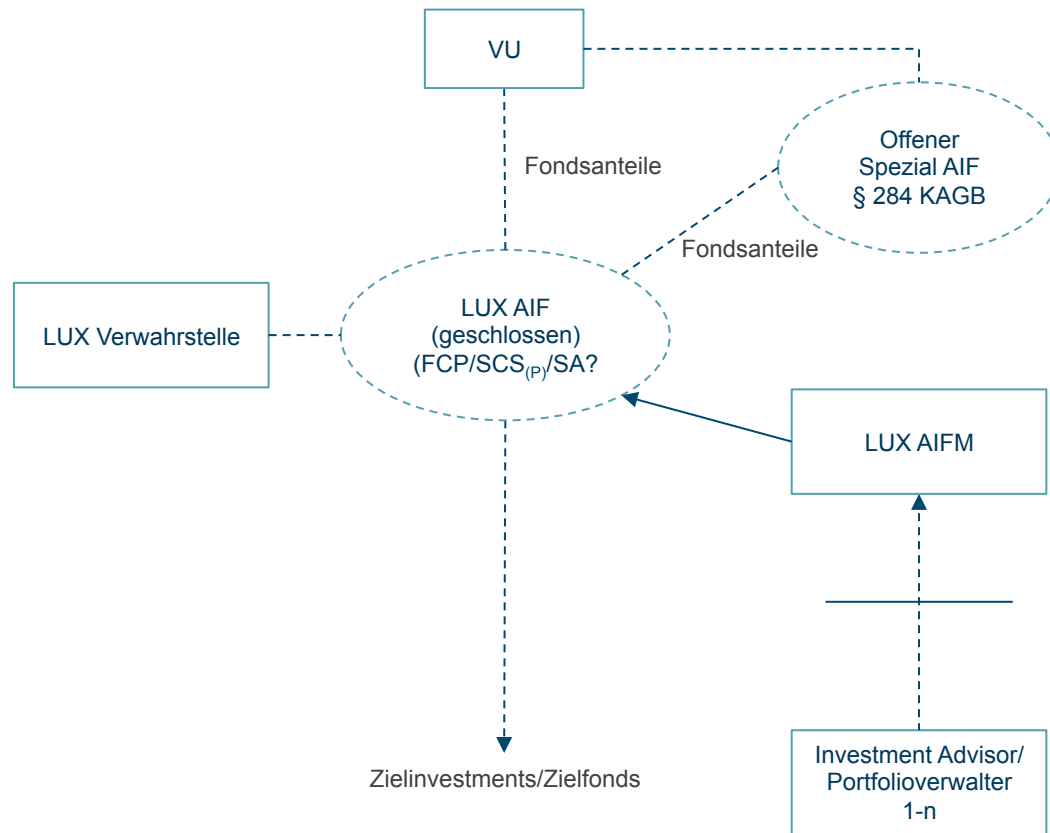 VU
Offener
Spezial AIF
§ 284 KAGB
Fondsanteile
Fondsanteile
LUX Verwahrstelle
LUX AIF
(geschlossen)
(FCP/SCS(P)/SA?
LUX AIFM
Investment Advisor/
Portfolioverwalter
1-n
Zielinvestments/Zielfonds